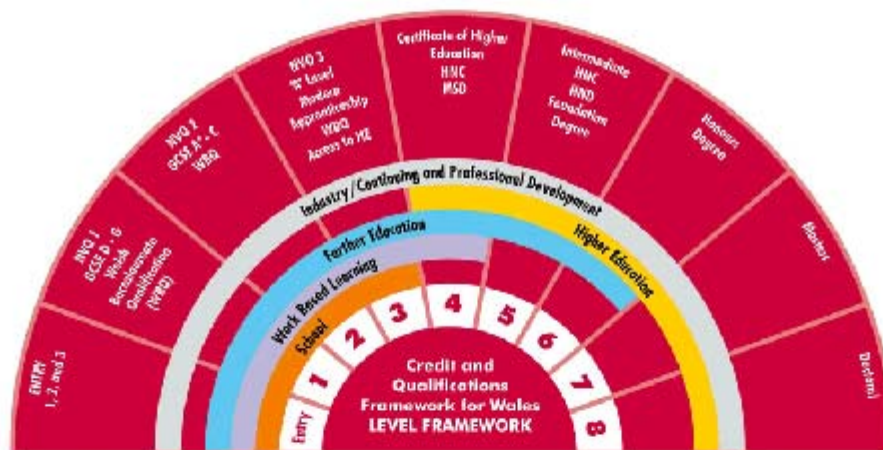 ENTRY
1, 2, and 3
NVQ 1
GCSE D - G
Welsh
Baccalaureate
Qualification
(WBQ)
NVQ 2
GCSE A* - C
WBQ
NVQ 3
'A' Level
Modern
Apprenticeship
WBQ
Access to HE
Certificate of Higher
Education
HNC
MSD
Intermediate
HNC
HND
Foundation
Degree
Honours
Degree
Masters
Doctoral
Industry/Continuing and Professional Development
Higher Education
Further Education
Work Based Learning
School
Entry
1
2
3
4
5
6
7
8
Credit and
Qualifications
Framework for Wales
LEVEL FRAMEWORK